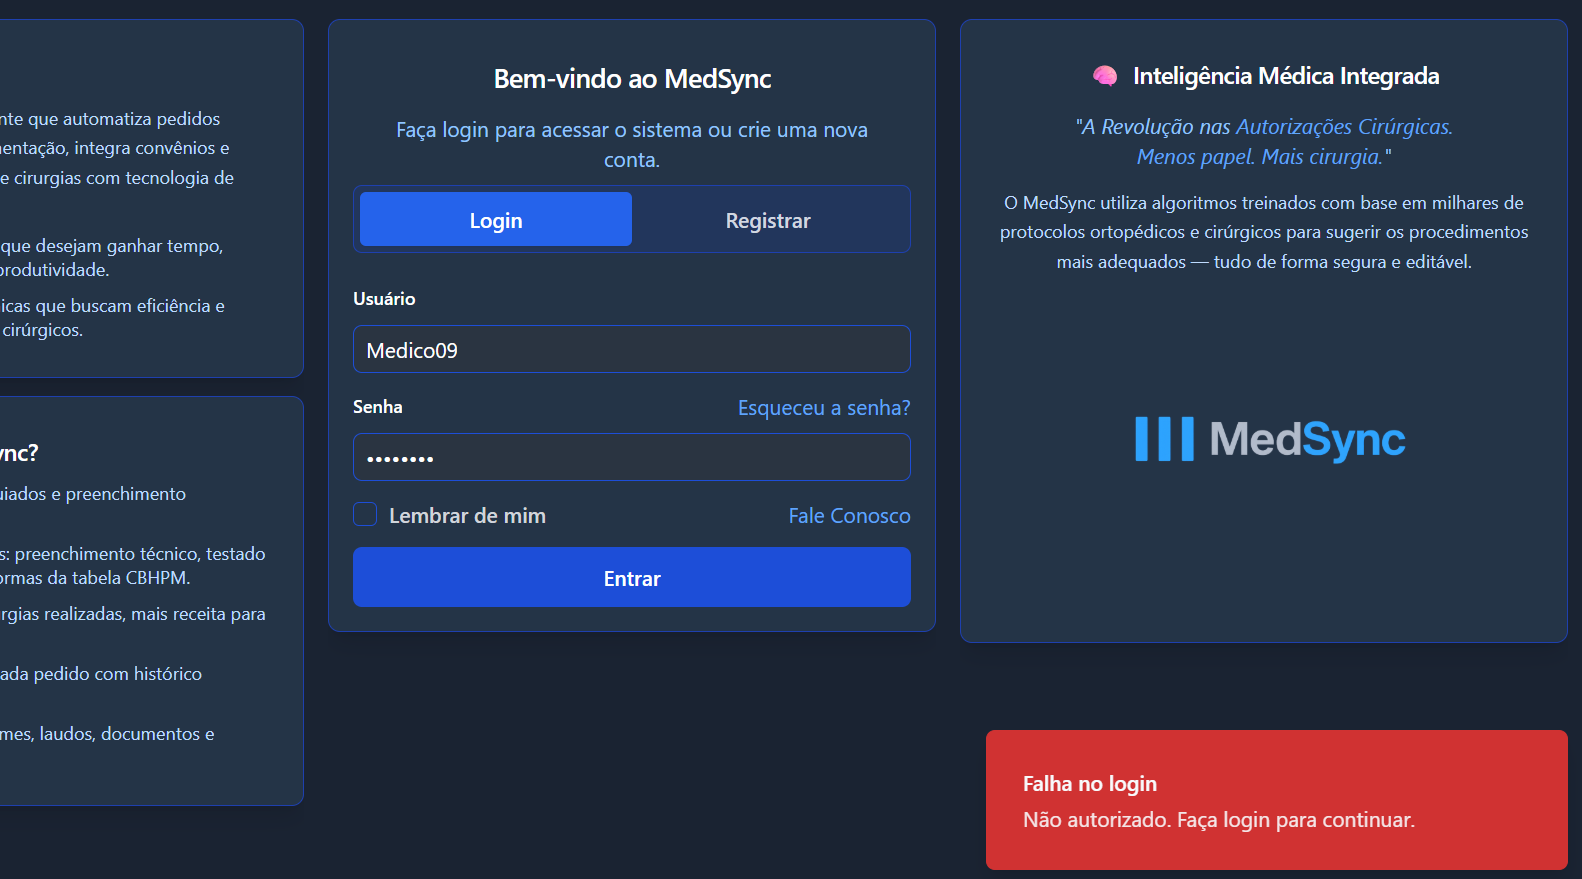 nte que automatiza pedidos
nentação, integra convênios e
e cirurgias com tecnologia de
que desejam ganhar tempo,
produtividade.
icas que buscam eficiência e
cirúrgicos.
ync?
uiados e preenchimento
s: preenchimento técnico, testado
ormas da tabela CBHPM.
rgias realizadas, mais receita para
ada pedido com histórico
mes, laudos, documentos e
Bem-vindo ao MedSync
Faça login para acessar o sistema ou crie uma nova
conta.
Login
Registrar
Usuário
Medico09
Senha
Esqueceu a senha?
••••••••
Lembrar de mim
Fale Conosco
Entrar
Inteligência Médica Integrada
"A Revolução nas Autorizações Cirúrgicas.
Menos papel. Mais cirurgia."
O MedSync utiliza algoritmos treinados com base em milhares de
protocolos ortopédicos e cirúrgicos para sugerir os procedimentos
mais adequados — tudo de forma segura e editável.
MedSync
Falha no login
Não autorizado. Faça login para continuar.